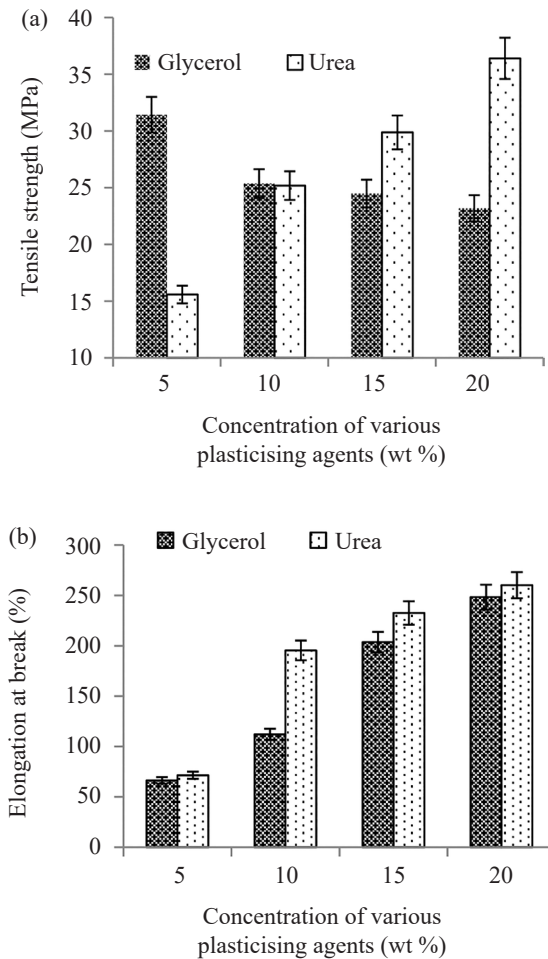 (a)
Tensile strength (MPa)
40
35
30
25
20
15
10
Glycerol
Urea
5
10
15
20
Concentration of various
plasticising agents (wt %)
(b)
Elongation at break (%)
300
250
200
150
100
50
0
Glycerol
Urea
5
10
15
20
Concentration of various
plasticising agents (wt %)